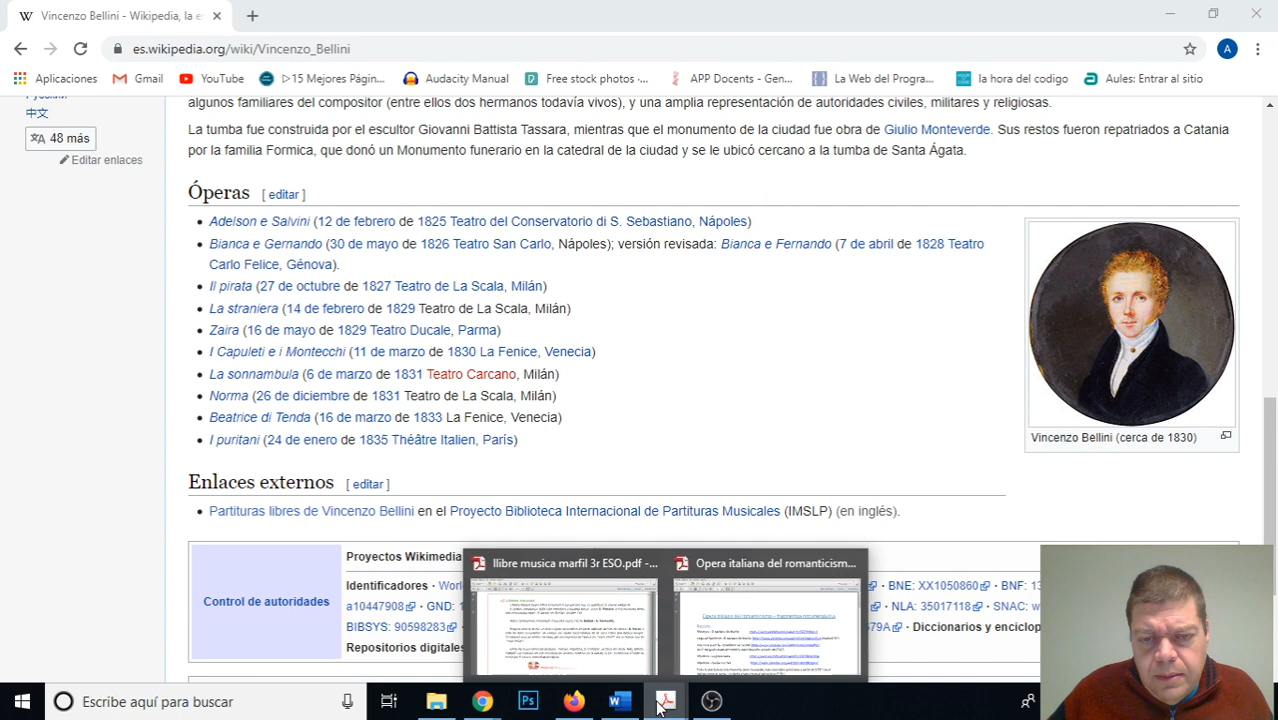 Vincenzo Bellini - Wikipedia, la e
es.wikipedia.org/wiki/Vincenzo_Bellini
A
Aplicaciones
Gmail
YouTube
▷15 Mejores Págin...
Audacity Manual
Free stock photos ·...
APP Docents - Gen...
La Web del Progra...
la hora del codigo
Aules: Entrar al sitio
Русский
algunos familiares del compositor (entre ellos dos hermanos todavía vivos), y una amplia representación de autoridades civiles, militares y religiosas.
中文
48 más
Editar enlaces
La tumba fue construida por el escultor Giovanni Battista Tassara, mientras que el monumento de la ciudad fue obra de Giulio Monteverde. Sus restos fueron repatriados a Catania
por la familia Formica, que donó un Monumento funerario en la catedral de la ciudad y se le ubicó cercano a la tumba de Santa Ágata.
Óperas [ editar ]
• Adelson e Salvini (12 de febrero de 1825 Teatro del Conservatorio di S. Sebastiano, Nápoles)
• Bianca e Gernando (30 de mayo de 1826 Teatro San Carlo, Nápoles); versión revisada: Bianca e Fernando (7 de abril de 1828 Teatro
Carlo Felice, Génova).
• Il pirata (27 de octubre de 1827 Teatro de La Scala, Milán)
• La straniera (14 de febrero de 1829 Teatro de La Scala, Milán)
• Zaira (16 de mayo de 1829 Teatro Ducale, Parma)
• I Capuleti e i Montecchi (11 de marzo de 1830 La Fenice, Venecia)
• La sonnambula (6 de marzo de 1831 Teatro Carcano, Milán)
• Norma (26 de diciembre de 1831 Teatro de La Scala, Milán)
• Beatrice di Tenda (16 de marzo de 1833 La Fenice, Venecia)
• I puritani (24 de enero de 1835 Théâtre Italien, París)
Vincenzo Bellini (cerca de 1830)
Enlaces externos [ editar ]
• Partituras libres de Vincenzo Bellini en el Proyecto Biblioteca Internacional de Partituras Musicales (IMSLP) (en inglés).
Control de autoridades
Proyectos Wikimedia
Identificadores · Worl
BNE: XX1050860 · BNF: 13
a10467908 · GND: 1
NLA: 35017118 · SNAC: w
BIBSYS: 90598283
579A · Diccionarios y enciclop
Repositorios digitale
llibre musica marfil 3r ESO.pdf -...
Opera italiana del romanticism...
Escribe aquí para buscar